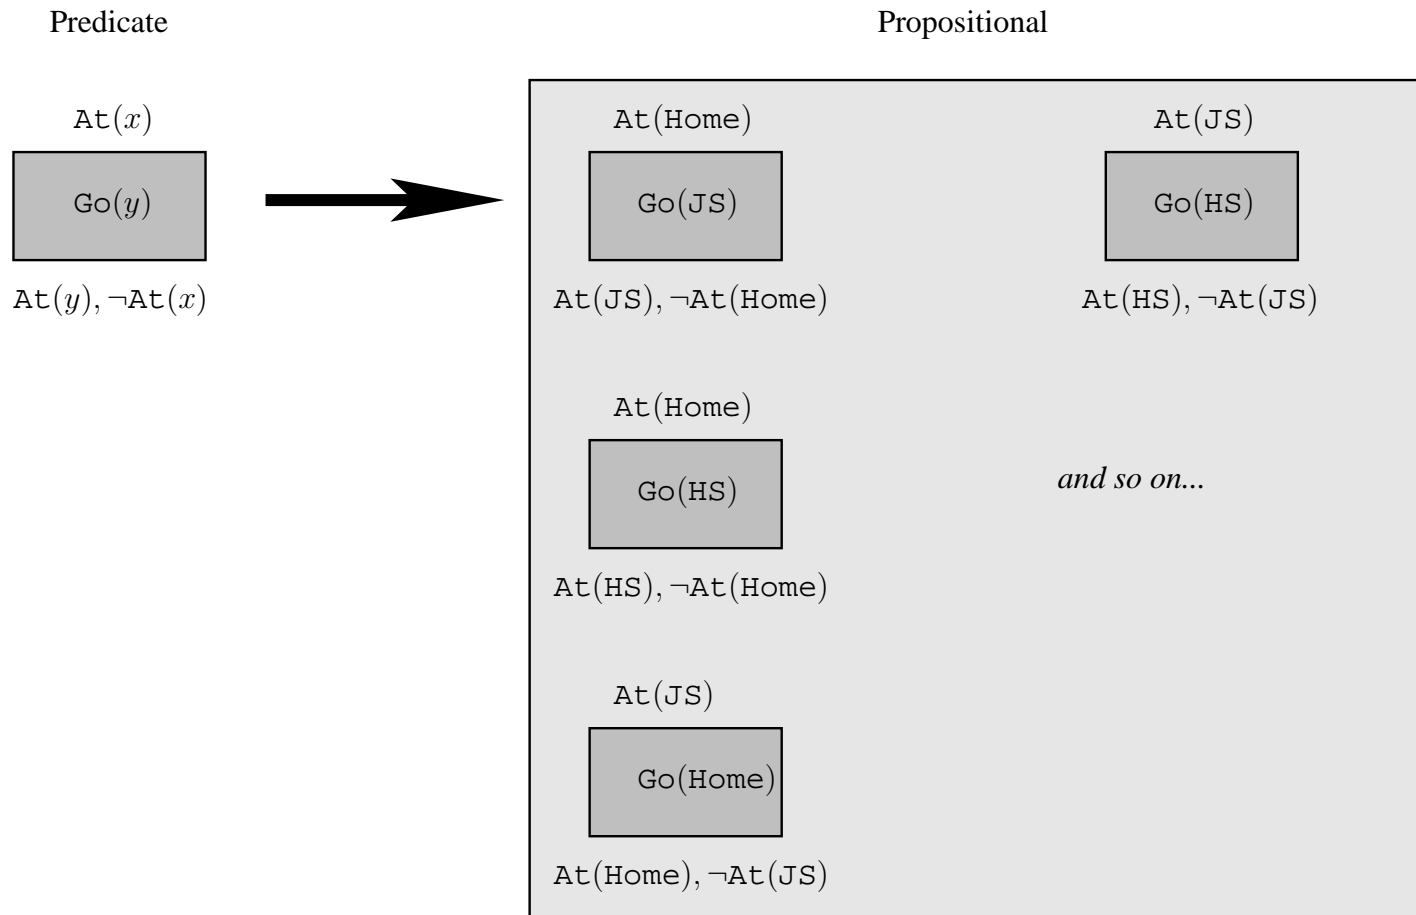 Predicate
Propositional
At(x)
Go(y)
At(y), ¬At(x)
At(Home)
Go(JS)
At(JS), ¬At(Home)
At(JS)
Go(HS)
At(HS), ¬At(JS)
At(Home)
Go(HS)
At(HS), ¬At(Home)
and so on...
At(JS)
Go(Home)
At(Home), ¬At(JS)